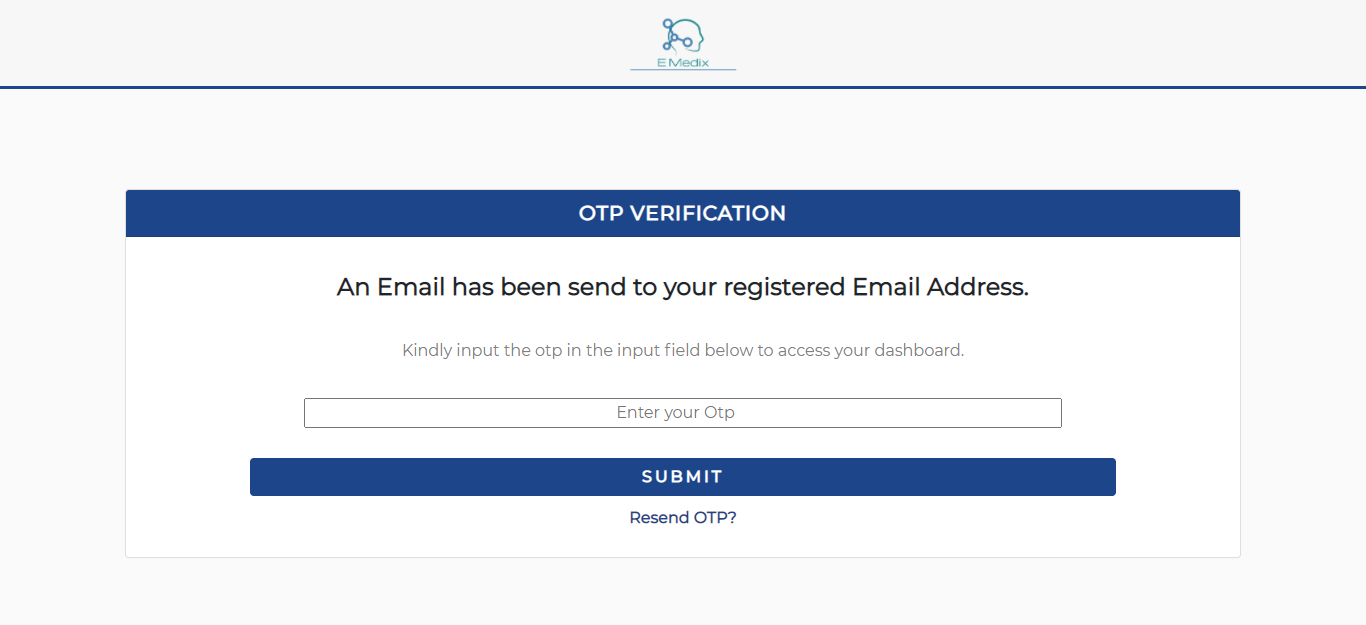 E Medix
OTP VERIFICATION
An Email has been send to your registered Email Address.
Kindly input the otp in the input field below to access your dashboard.
Enter your Otp
SUBMIT
Resend OTP?